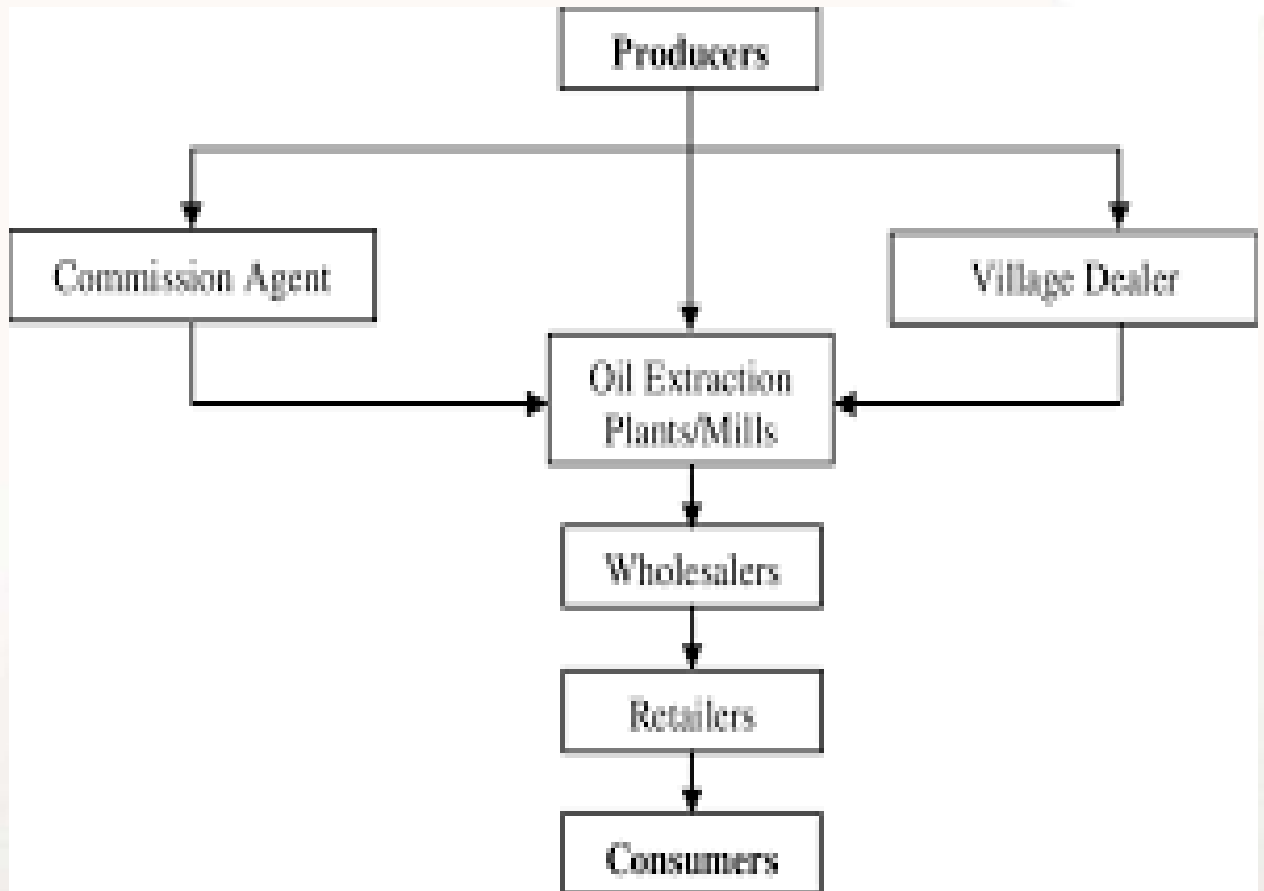 Producers
Commission Agent
Village Dealer
Oil Extraction
Plants/Mills
Wholesalers
Retailers
Consumers